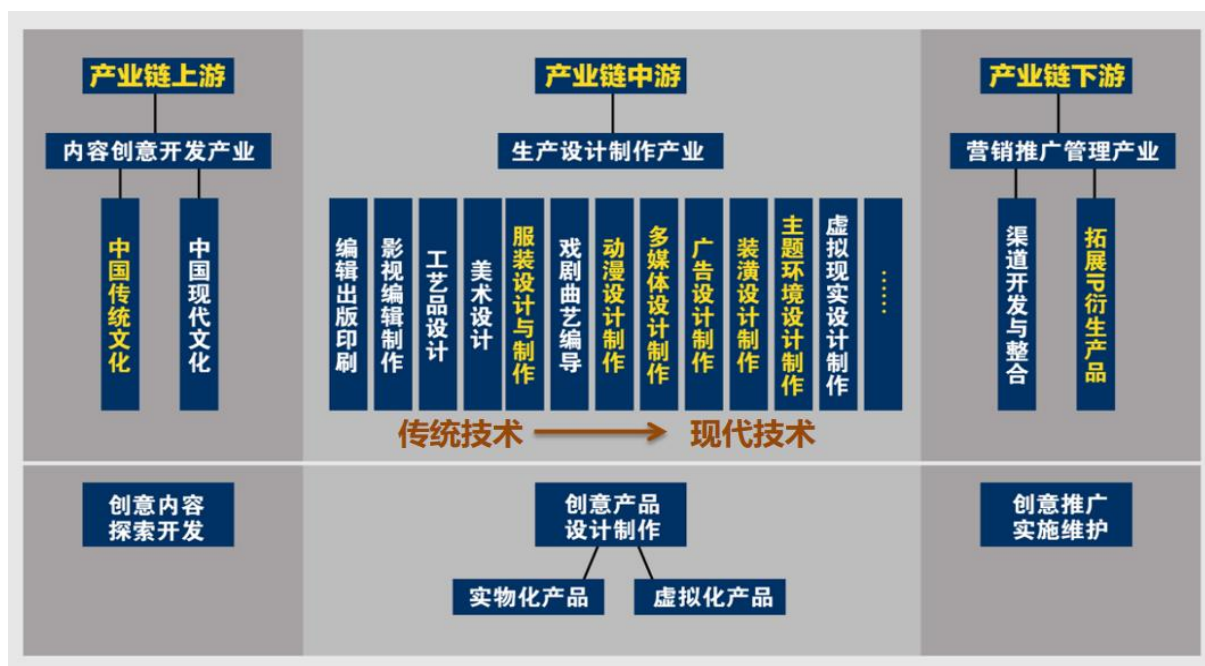 产业链上游
产业链中游
产业链下游
内容创意开发产业
生产设计制作产业
营销推广管理产业
中国传统文化
中国现代文化
编辑出版印刷
影视编辑制作
工艺品设计
美术设计
服装设计与制作
戏剧曲艺编导
动漫设计制作
多媒体设计制作
广告设计制作
装潢设计制作
主题环境设计制作
虚拟现实设计制作
……
渠道开发与整合
拓展IP衍生产品
传统技术
现代技术
创意内容
探索开发
创意产品
设计制作
实物化产品
虚拟化产品
创意推广
实施维护